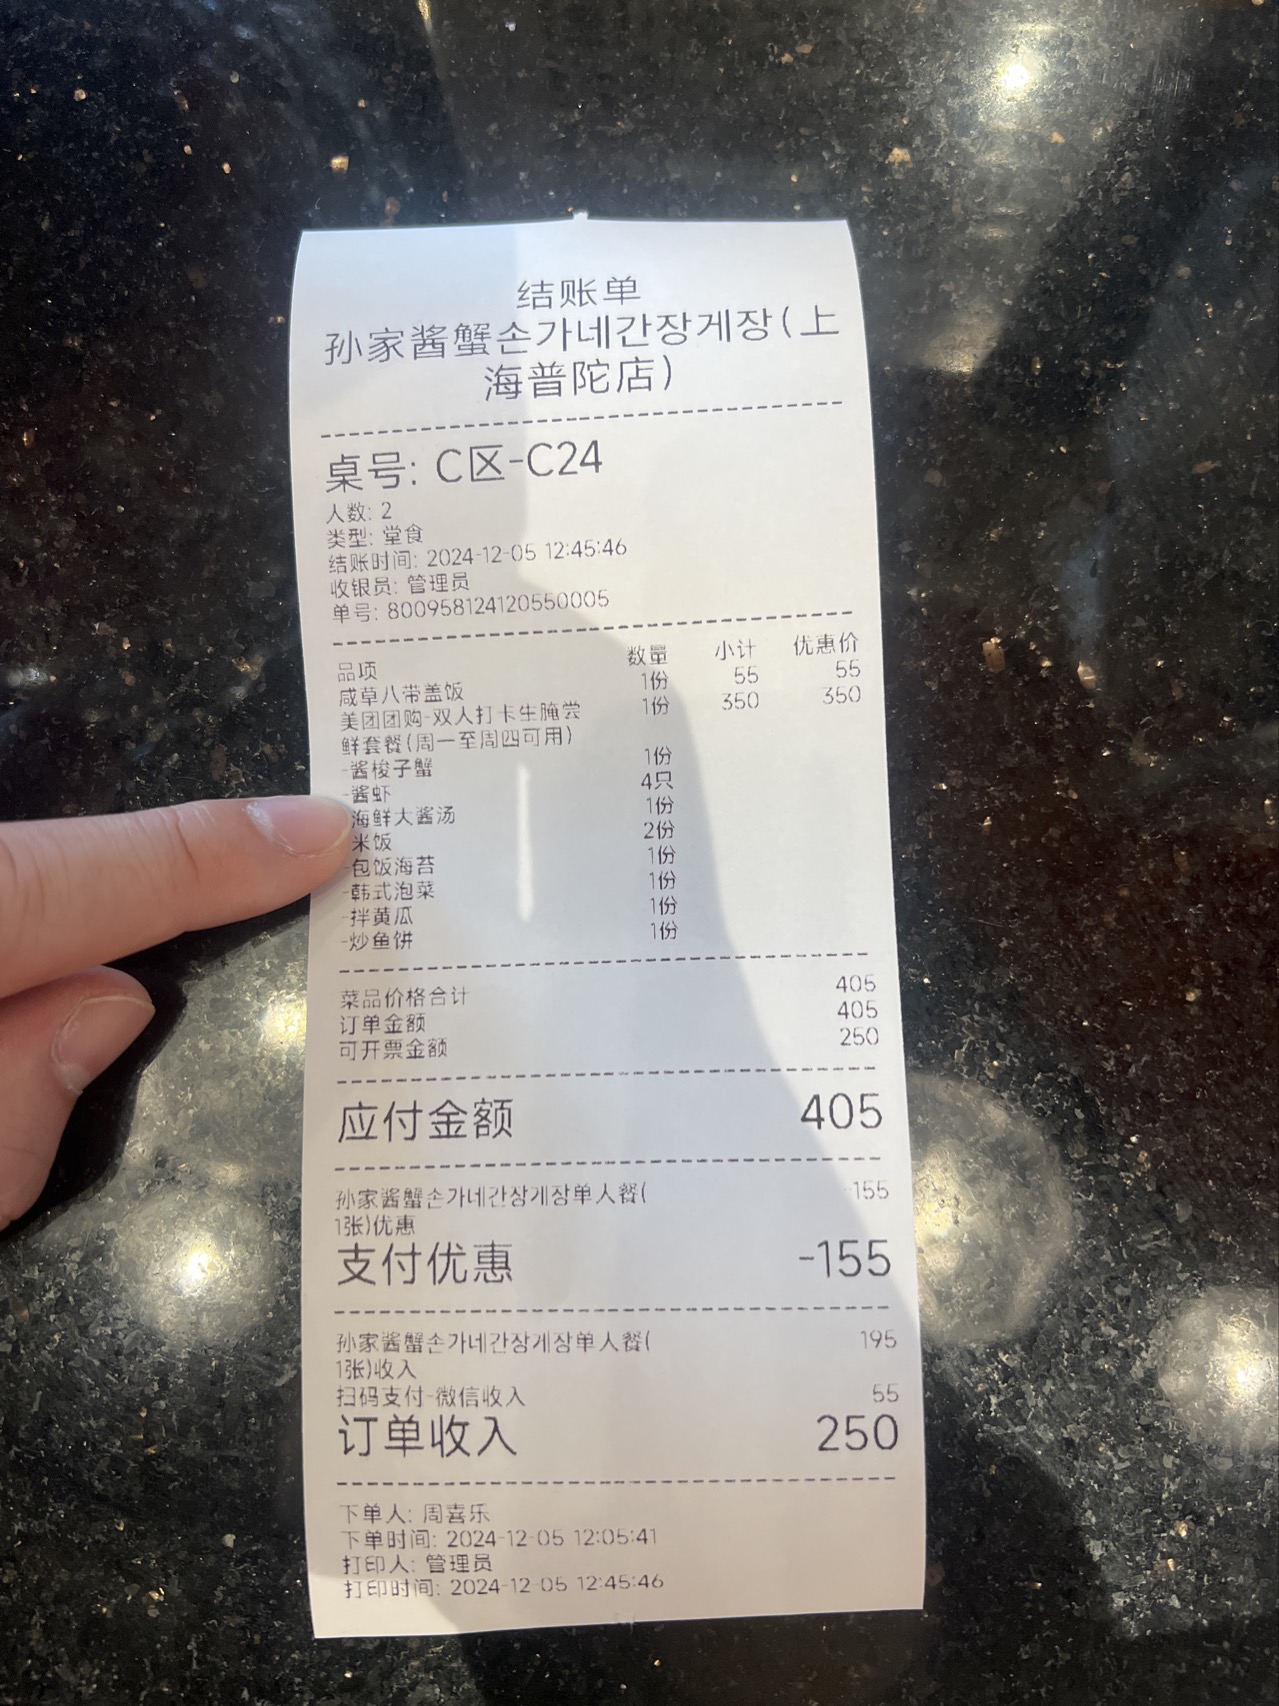 结账单
孙家酱蟹손가네간장게장(上
海普陀店)
桌号: C区-C24
人数: 2
类型: 堂食
结账时间: 2024-12-05 12:45:46
收银员: 管理员
单号: 800958124120550005
品项 数量 小计 优惠价
咸草八带盖饭 1份 55 55
美团团购-双人打卡生腌尝 1份 350 350
鲜套餐(周一至周四可用)
-酱梭子蟹 1份
-酱虾 4只
海鲜大酱汤 1份
米饭 2份
-包饭海苔 1份
-韩式泡菜 1份
-拌黄瓜 1份
-炒鱼饼 1份
菜品价格合计 405
订单金额 405
可开票金额 250
应付金额 405
孙家酱蟹손가네간장게장单人餐( -155
1张)优惠
支付优惠 -155
孙家酱蟹손가네간장게장单人餐( 195
1张)收入
扫码支付-微信收入 55
订单收入 250
下单人: 周喜乐
下单时间: 2024-12-05 12:05:41
打印人: 管理员
打印时间: 2024-12-05 12:45:46